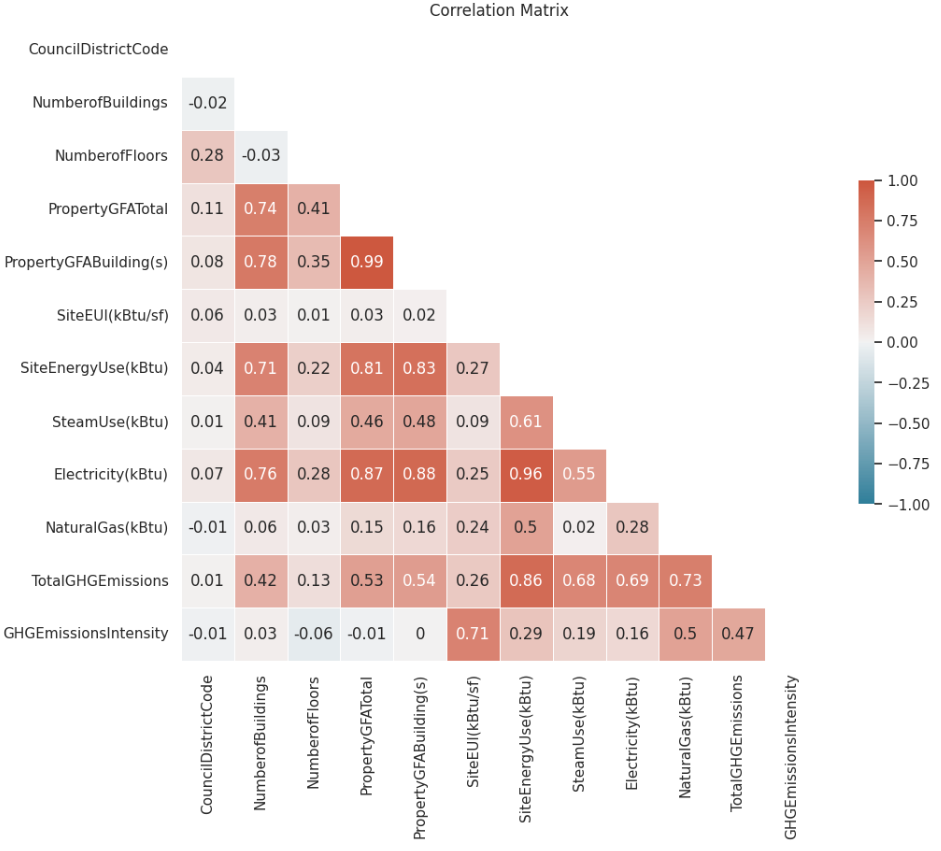 Correlation Matrix
CouncilDistrictCode
NumberofBuildings -0.02
NumberofFloors 0.28 -0.03
PropertyGFATotal 0.11 0.74 0.41
PropertyGFABuilding(s) 0.08 0.78 0.35 0.99
SiteEUI(kBtu/sf) 0.06 0.03 0.01 0.03 0.02
SiteEnergyUse(kBtu) 0.04 0.71 0.22 0.81 0.83 0.27
SteamUse(kBtu) 0.01 0.41 0.09 0.46 0.48 0.09 0.61
Electricity(kBtu) 0.07 0.76 0.28 0.87 0.88 0.25 0.96 0.55
NaturalGas(kBtu) -0.01 0.06 0.03 0.15 0.16 0.24 0.5 0.02 0.28
TotalGHGEmissions 0.01 0.42 0.13 0.53 0.54 0.26 0.86 0.68 0.69 0.73
GHGEmissionsIntensity -0.01 0.03 -0.06 -0.01 0 0.71 0.29 0.19 0.16 0.5 0.47
CouncilDistrictCode
NumberofBuildings
NumberofFloors
PropertyGFATotal
PropertyGFABuilding(s)
SiteEUI(kBtu/sf)
SiteEnergyUse(kBtu)
SteamUse(kBtu)
Electricity(kBtu)
NaturalGas(kBtu)
TotalGHGEmissions
GHGEmissionsIntensity
1.00
0.75
0.50
0.25
0.00
−0.25
−0.50
−0.75
−1.00